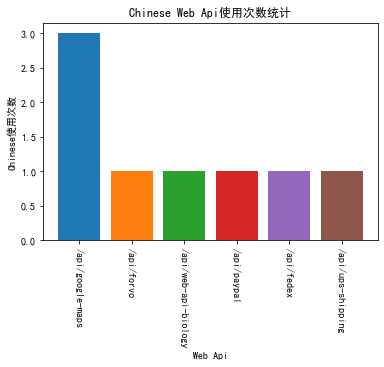 Chinese Web Api使用次数统计
Chinese使用次数
3.0
2.5
2.0
1.5
1.0
0.5
0.0
/api/google-maps
/api/forvo
/api/web-api-biology
/api/paypal
/api/fedex
/api/ups-shipping
Web Api